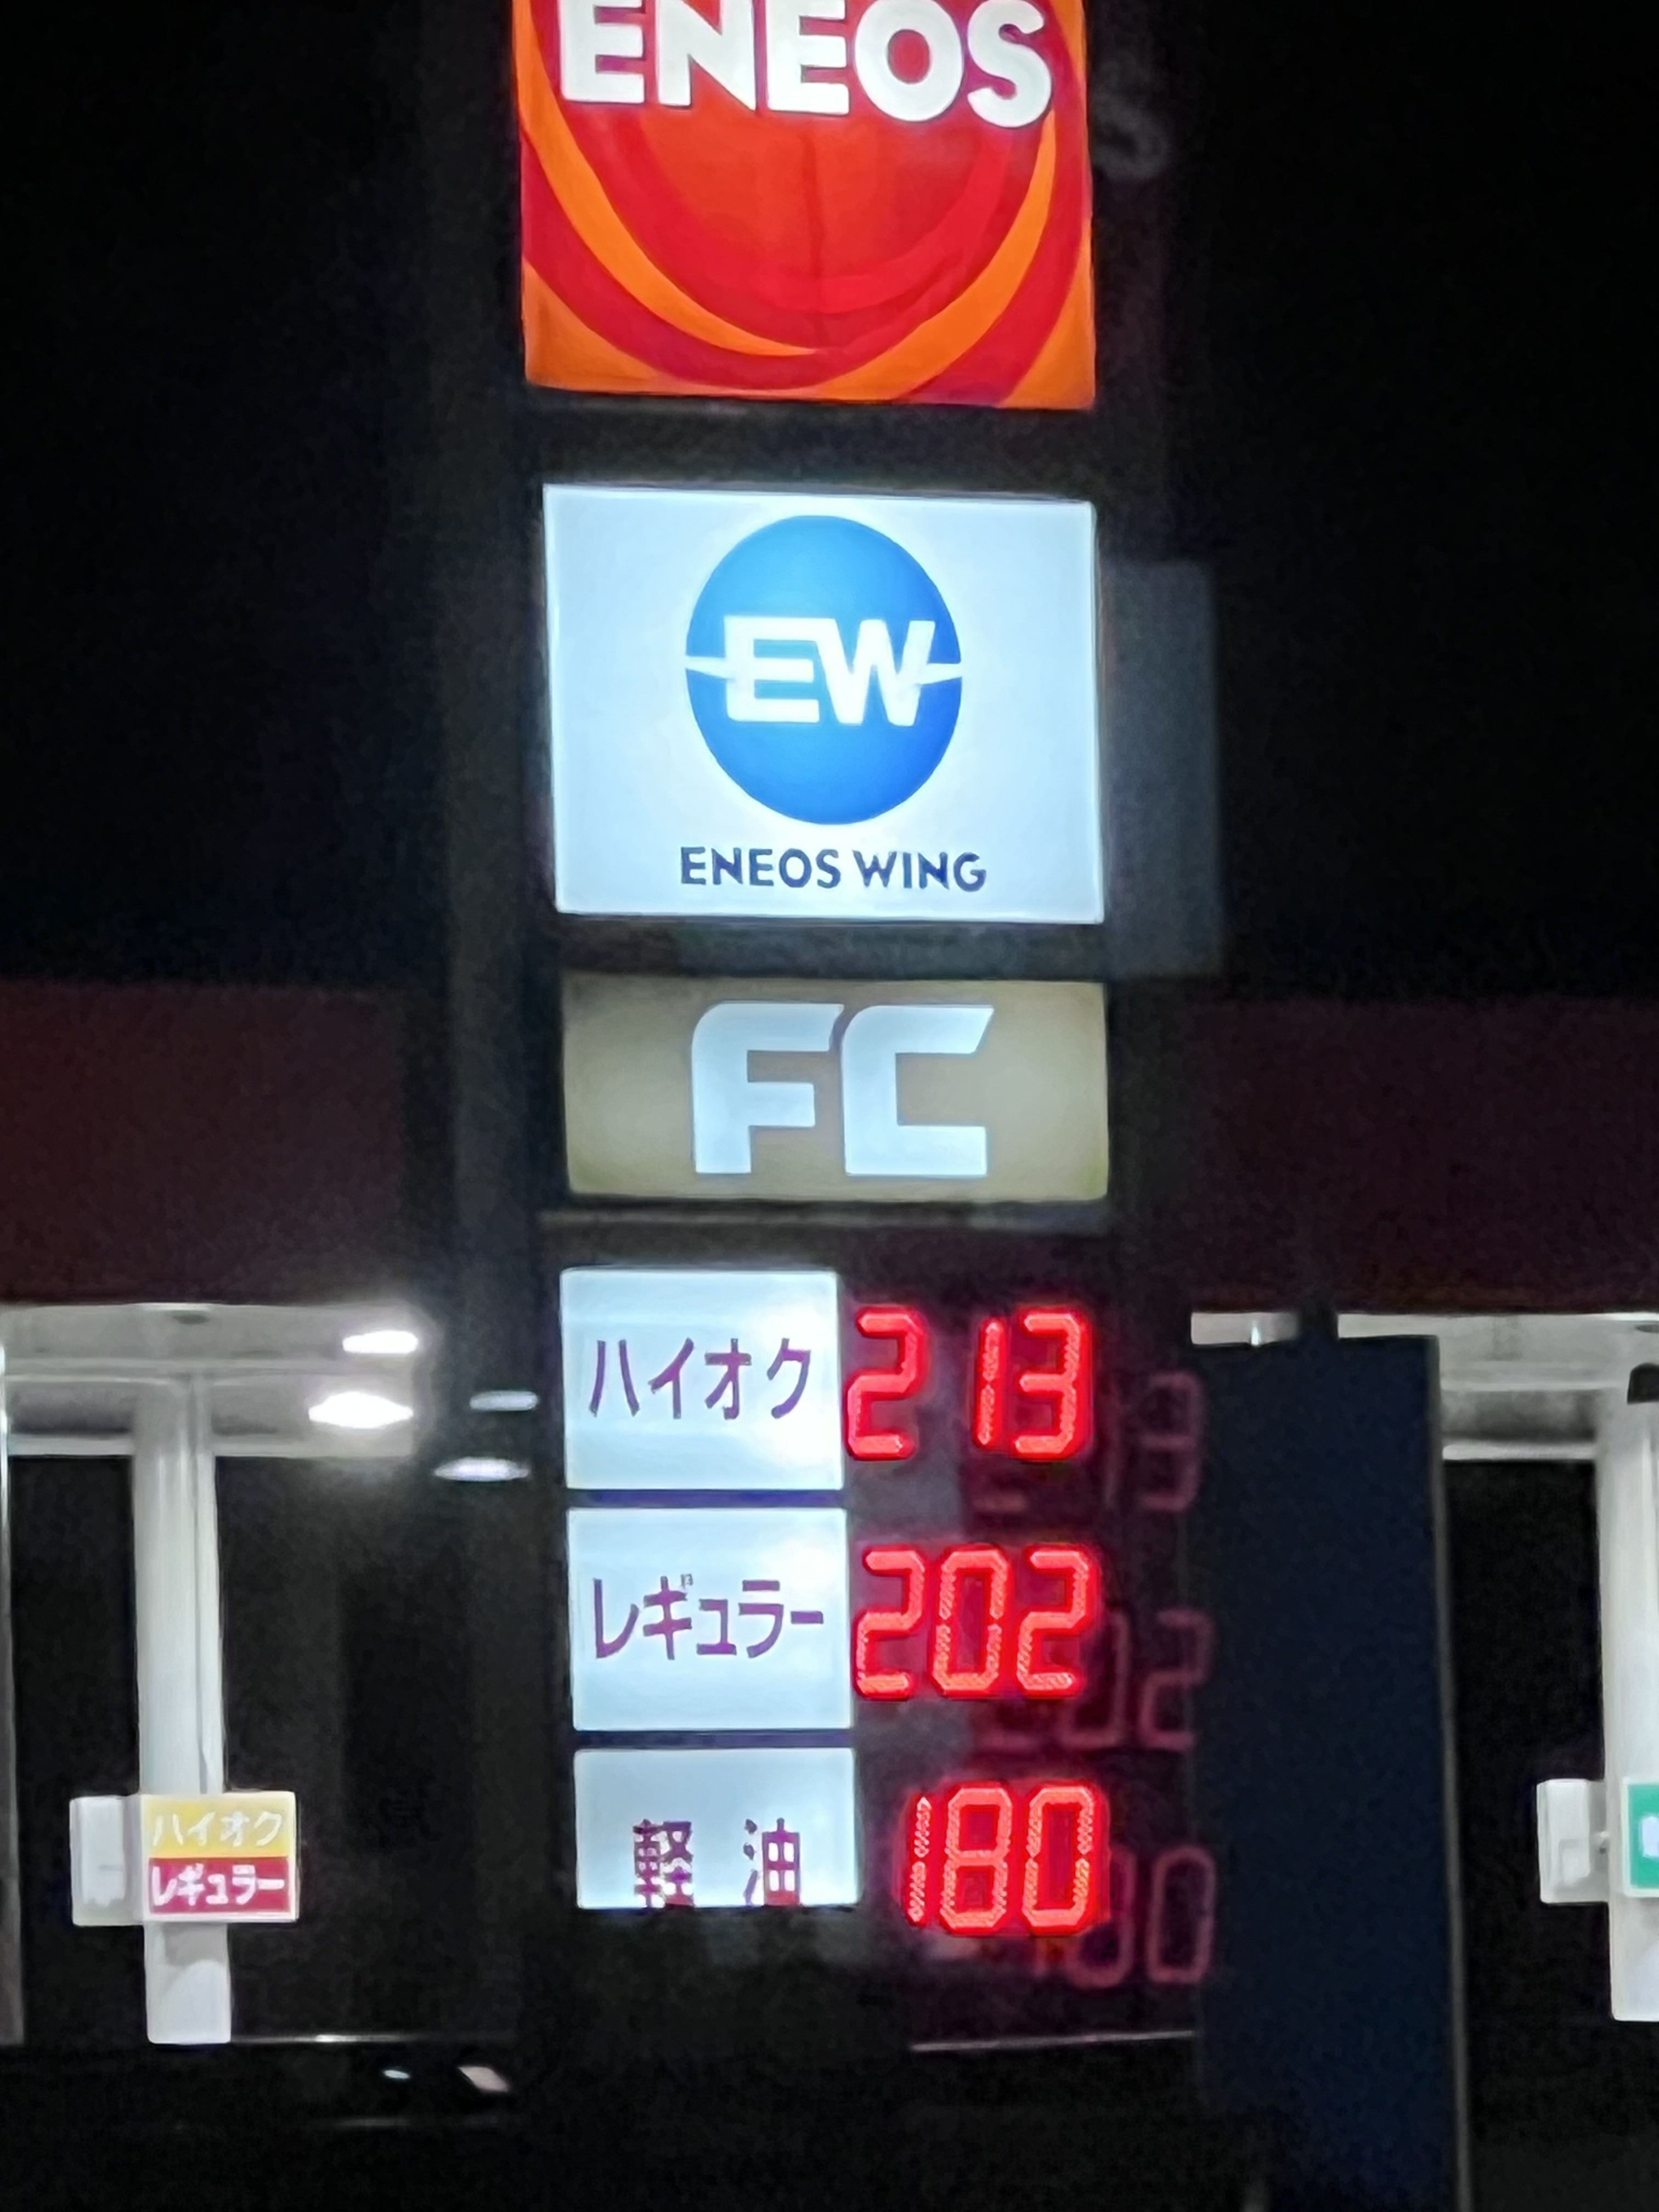 ENEOS
EW
ENEOS WING
FC
ハイオク 213
レギュラー 202
軽油 180
ハイオク
レギュラー